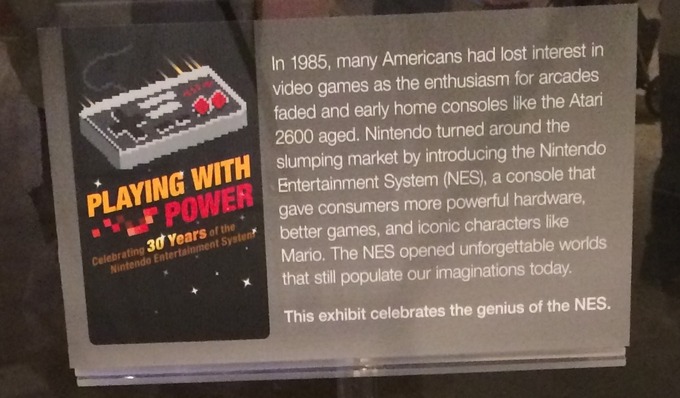 PLAYING WITH
POWER
Celebrating 30 Years of the
Nintendo Entertainment System
In 1985, many Americans had lost interest in
video games as the enthusiasm for arcades
faded and early home consoles like the Atari
2600 aged. Nintendo turned around the
slumping market by introducing the Nintendo
Entertainment System (NES), a console that
gave consumers more powerful hardware,
better games, and iconic characters like
Mario. The NES opened unforgettable worlds
that still populate our imaginations today.
This exhibit celebrates the genius of the NES.